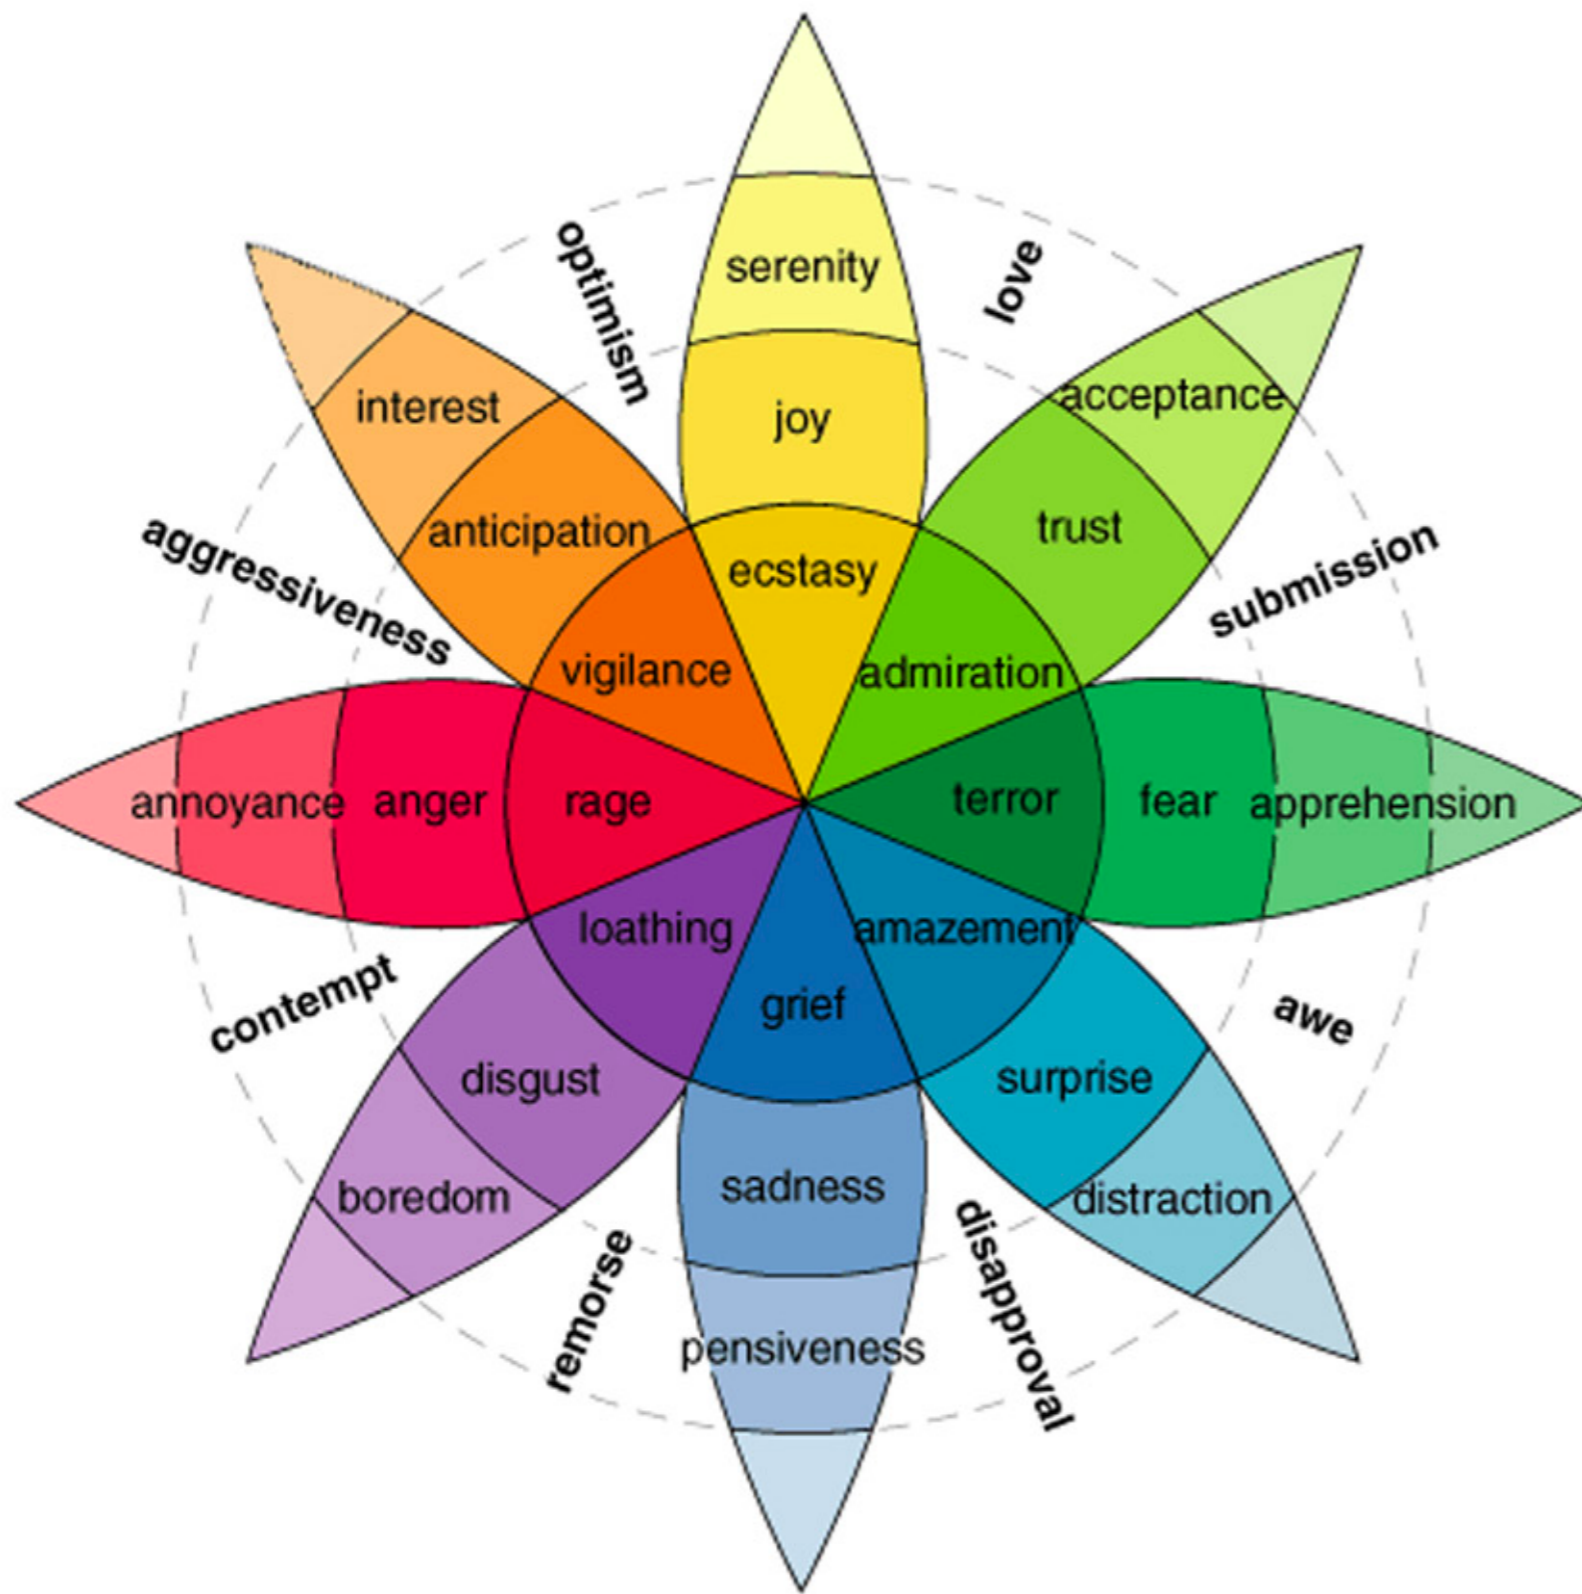 optimism
love
serenity
interest
acceptance
joy
anticipation
trust
aggressiveness
submission
ecstasy
vigilance
admiration
annoyance
anger
rage
terror
fear
apprehension
loathing
amazement
contempt
grief
awe
disgust
surprise
boredom
sadness
distraction
remorse
disapproval
pensiveness